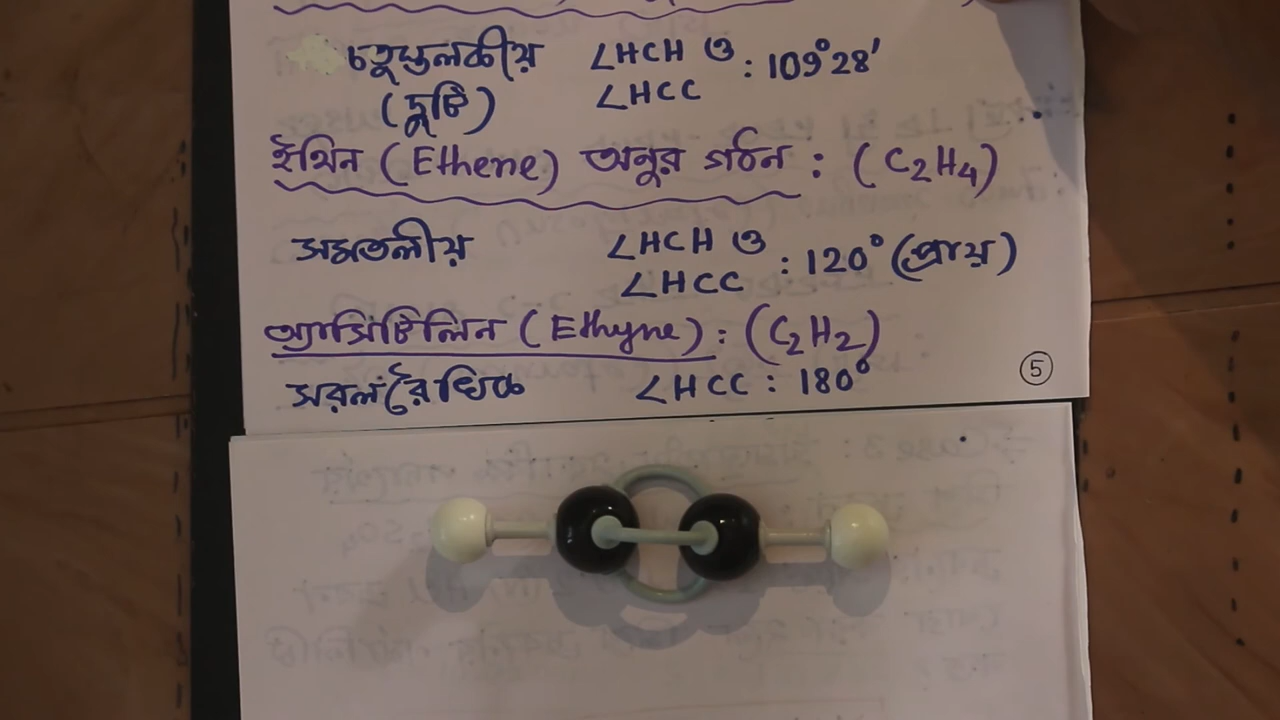 চতুস্তলকীয় ∠HCH ও : 109°28'
(দুটি) ∠HCC
ইথিন (Ethene) অনুর গঠন : (C₂H₄)
সমতলীয় ∠HCH ও : 120° (প্রায়)
∠HCC
অ্যাসিটিলিন (Ethyne) : (C₂H₂)
সরলরৈখিক ∠HCC : 180°
5